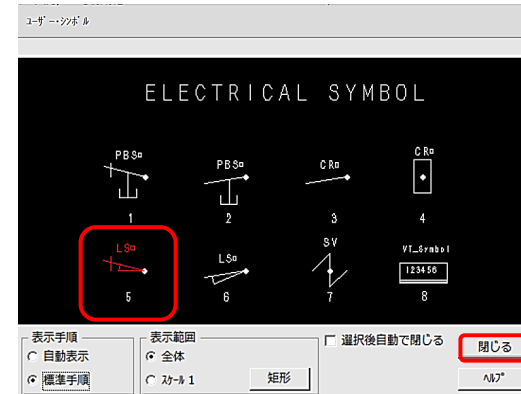 ユーザー・シンボル
ELECTRICAL SYMBOL
PBS¤ PBS¤ CR¤ CR¤
1 2 3 4
LS¤ LS¤ SV VT_Symbol
123456
5 6 7 8
表示手順 表示範囲 選択後自動で閉じる 閉じる
自動表示 全体
標準手順 スケール 1 矩形 ヘルプ